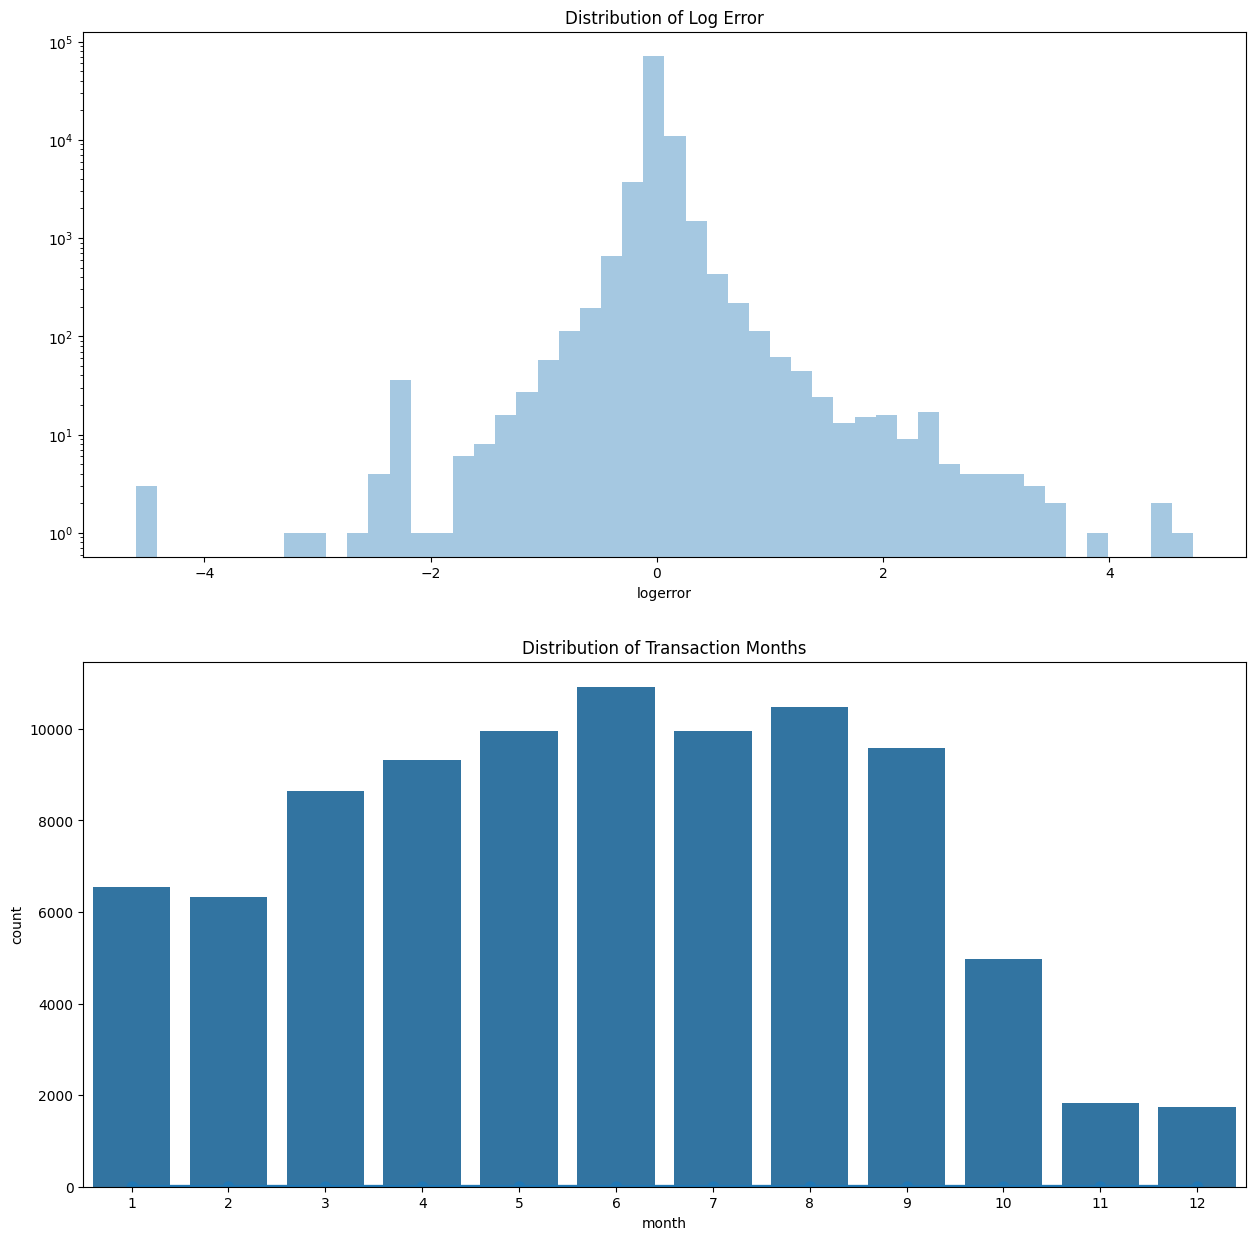 Distribution of Log Error
10⁵
10⁴
10³
10²
10¹
10⁰
−4 −2 0 2 4
logerror
Distribution of Transaction Months
10000
8000
6000
4000
2000
0
count
1 2 3 4 5 6 7 8 9 10 11 12
month